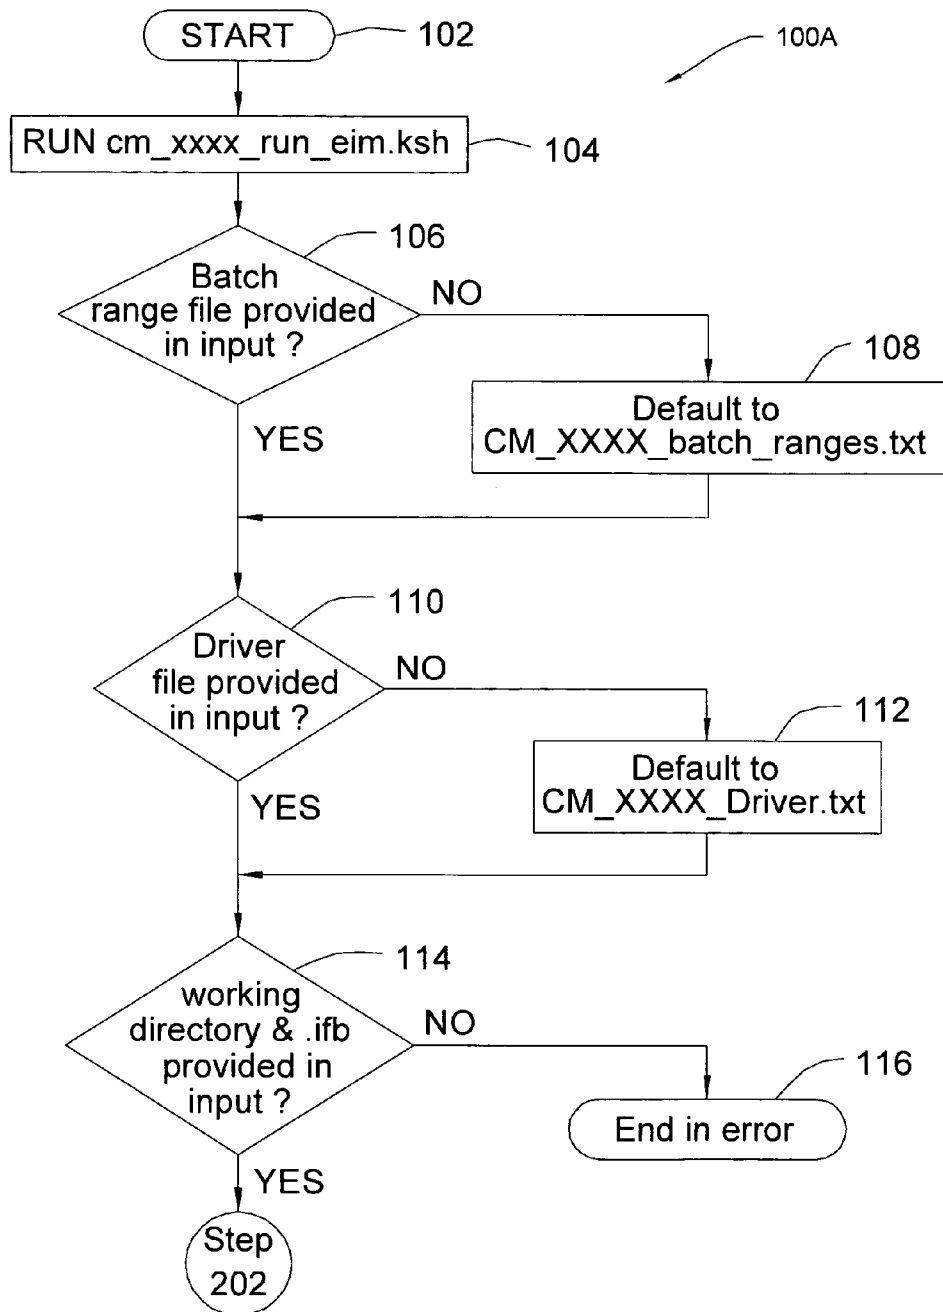 START
102
100A
RUN cm_xxxx_run_eim.ksh
104
106
Batch
range file provided
in input ?
NO
108
Default to
CM_XXXX_batch_ranges.txt
YES
110
Driver
file provided
in input ?
NO
112
Default to
CM_XXXX_Driver.txt
YES
114
working
directory & .ifb
provided in
input ?
NO
116
End in error
YES
Step
202